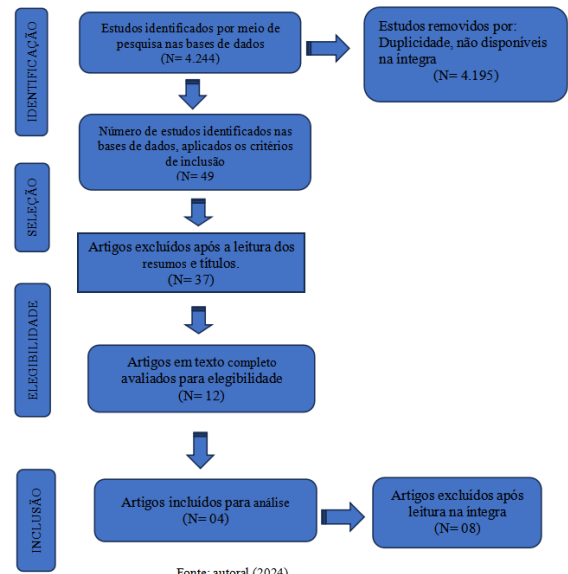 IDENTIFICAÇÃO
Estudos identificados por meio de
pesquisa nas bases de dados
(N= 4.244)
Estudos removidos por:
Duplicidade, não disponíveis
na íntegra
(N= 4.195)
Número de estudos identificados nas
bases de dados, aplicados os critérios
de inclusão
(N= 49
SELEÇÃO
Artigos excluídos após a leitura dos
resumos e títulos.
(N= 37)
ELEGIBILIDADE
Artigos em texto completo
avaliados para elegibilidade
(N= 12)
INCLUSÃO
Artigos incluídos para análise
(N= 04)
Artigos excluídos após
leitura na integra
(N= 08)
Fonte: autoral (2024)